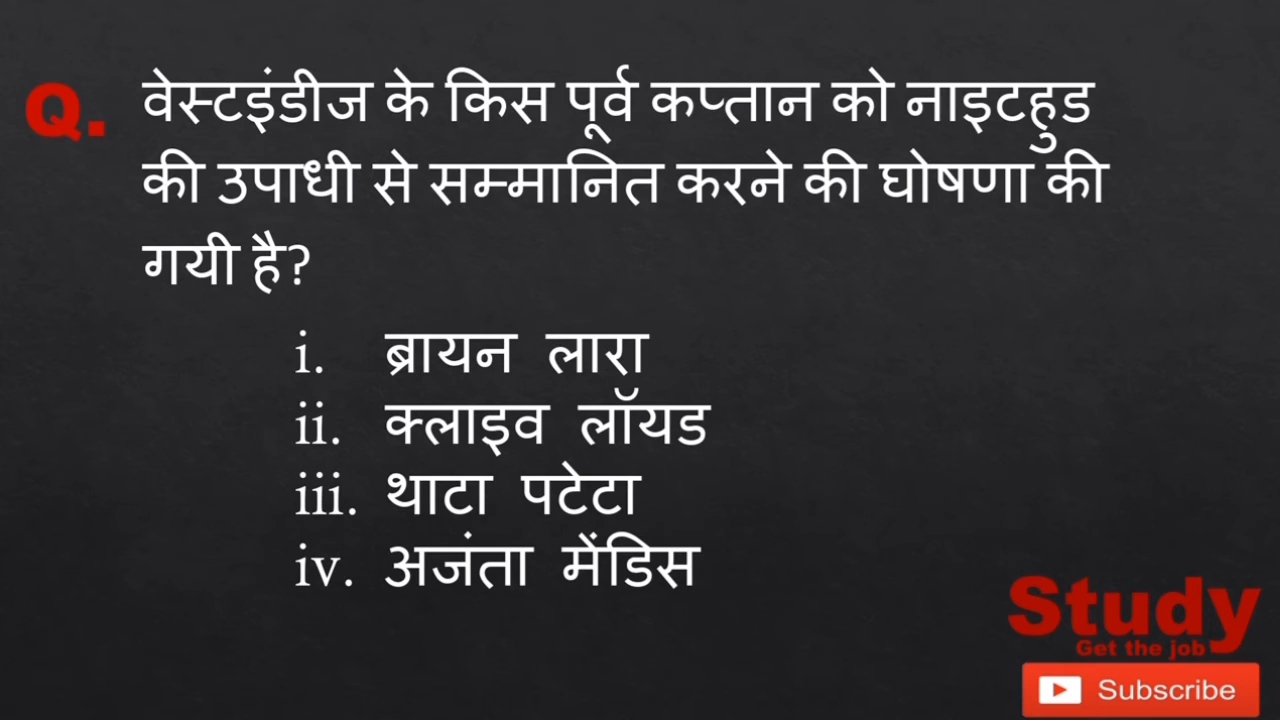 Q. वेस्टइंडीज के किस पूर्व कप्तान को नाइटहुड
की उपाधी से सम्मानित करने की घोषणा की
गयी है?
i. ब्रायन लारा
ii. क्लाइव लॉयड
iii. थाटा पटेटा
iv. अजंता मेंडिस
Study
Get the job
Subscribe